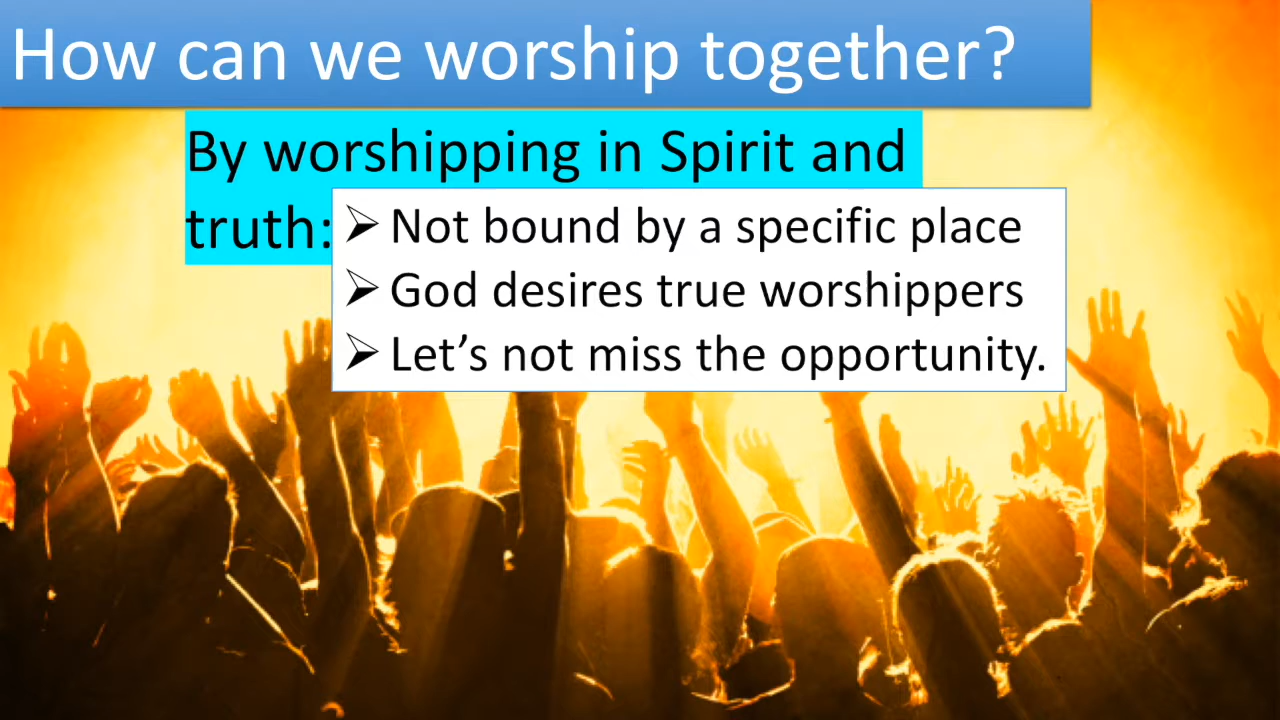 How can we worship together?
By worshipping in Spirit and
truth:
Not bound by a specific place
God desires true worshippers
Let's not miss the opportunity.